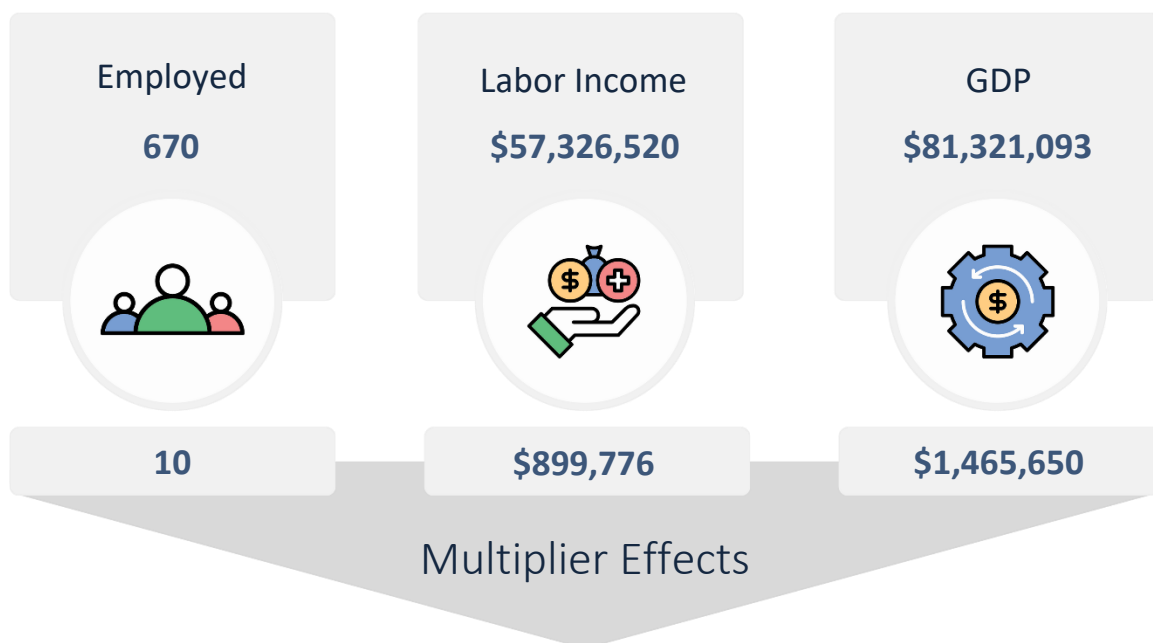 Employed
670
Labor Income
$57,326,520
GDP
$81,321,093
$
$
10
$899,776
$1,465,650
Multiplier Effects